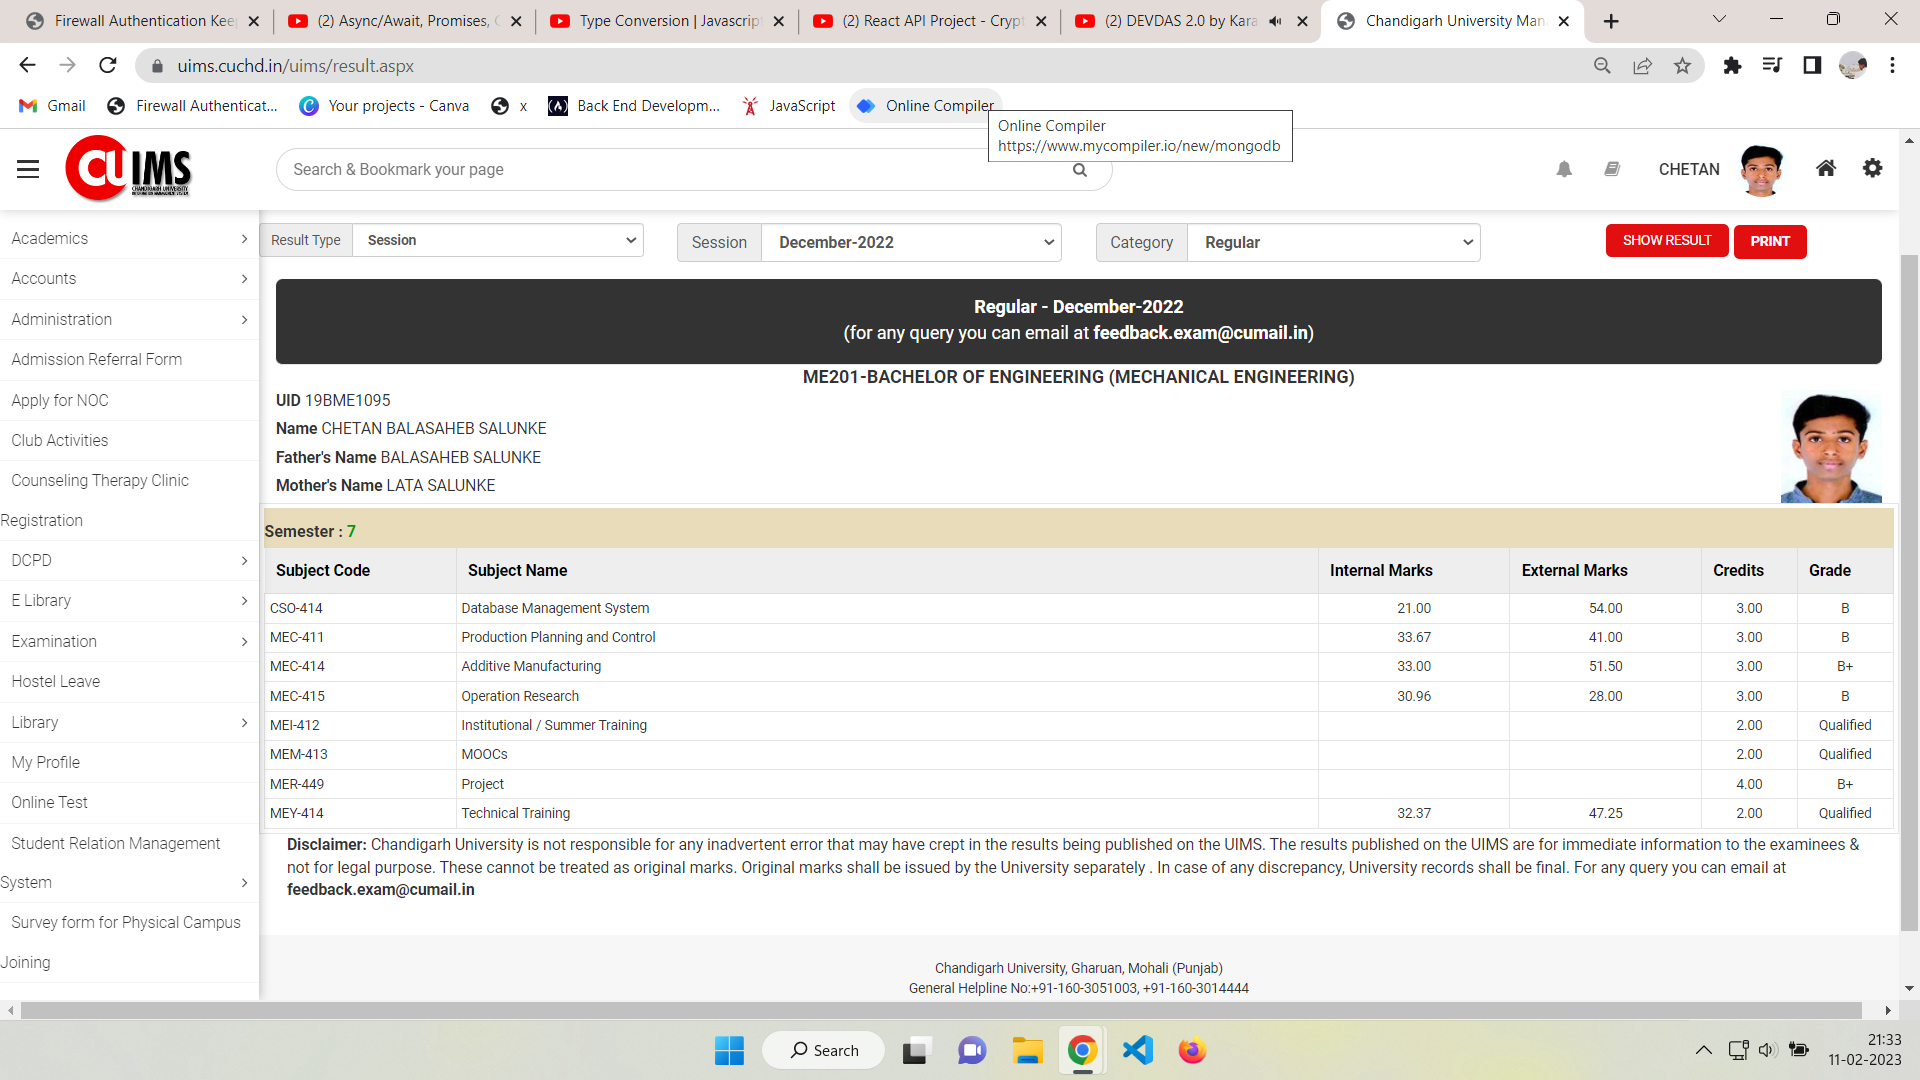 Firewall Authentication Kee
(2) Async/Await, Promises, C
Type Conversion | Javascript
(2) React API Project - Crypt
(2) DEVDAS 2.0 by Kara
Chandigarh University Man
uims.cuchd.in/uims/result.aspx
Gmail
Firewall Authenticat...
Your projects - Canva
x
Back End Developm...
JavaScript
Online Compiler
Online Compiler
https://www.mycompiler.io/new/mongodb
CUIMS
CHANDIGARH UNIVERSITY
Search & Bookmark your page
CHETAN
Academics
Accounts
Administration
Admission Referral Form
Apply for NOC
Club Activities
Counseling Therapy Clinic
Registration
DCPD
E Library
Examination
Hostel Leave
Library
My Profile
Online Test
Student Relation Management
System
Survey form for Physical Campus
Joining
Result Type Session
Session December-2022
Category Regular
SHOW RESULT
PRINT
Regular - December-2022
(for any query you can email at feedback.exam@cumail.in)
ME201-BACHELOR OF ENGINEERING (MECHANICAL ENGINEERING)
UID 19BME1095
Name CHETAN BALASAHEB SALUNKE
Father's Name BALASAHEB SALUNKE
Mother's Name LATA SALUNKE
Semester : 7
Subject Code Subject Name Internal Marks External Marks Credits Grade
CSO-414 Database Management System 21.00 54.00 3.00 B
MEC-411 Production Planning and Control 33.67 41.00 3.00 B
MEC-414 Additive Manufacturing 33.00 51.50 3.00 B+
MEC-415 Operation Research 30.96 28.00 3.00 B
MEI-412 Institutional / Summer Training 2.00 Qualified
MEM-413 MOOCs 2.00 Qualified
MER-449 Project 4.00 B+
MEY-414 Technical Training 32.37 47.25 2.00 Qualified
Disclaimer: Chandigarh University is not responsible for any inadvertent error that may have crept in the results being published on the UIMS. The results published on the UIMS are for immediate information to the examinees &
not for legal purpose. These cannot be treated as original marks. Original marks shall be issued by the University separately . In case of any discrepancy, University records shall be final. For any query you can email at
feedback.exam@cumail.in
Chandigarh University, Gharuan, Mohali (Punjab)
General Helpline No:+91-160-3051003, +91-160-3014444
Search
21:33
11-02-2023